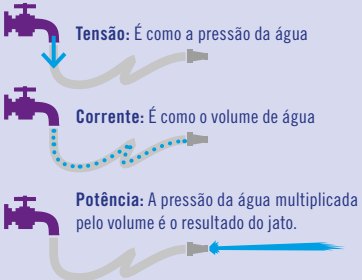 Tensão: É como a pressão da água
Corrente: É como o volume de água
Potência: A pressão da água multiplicada
pelo volume é o resultado do jato.